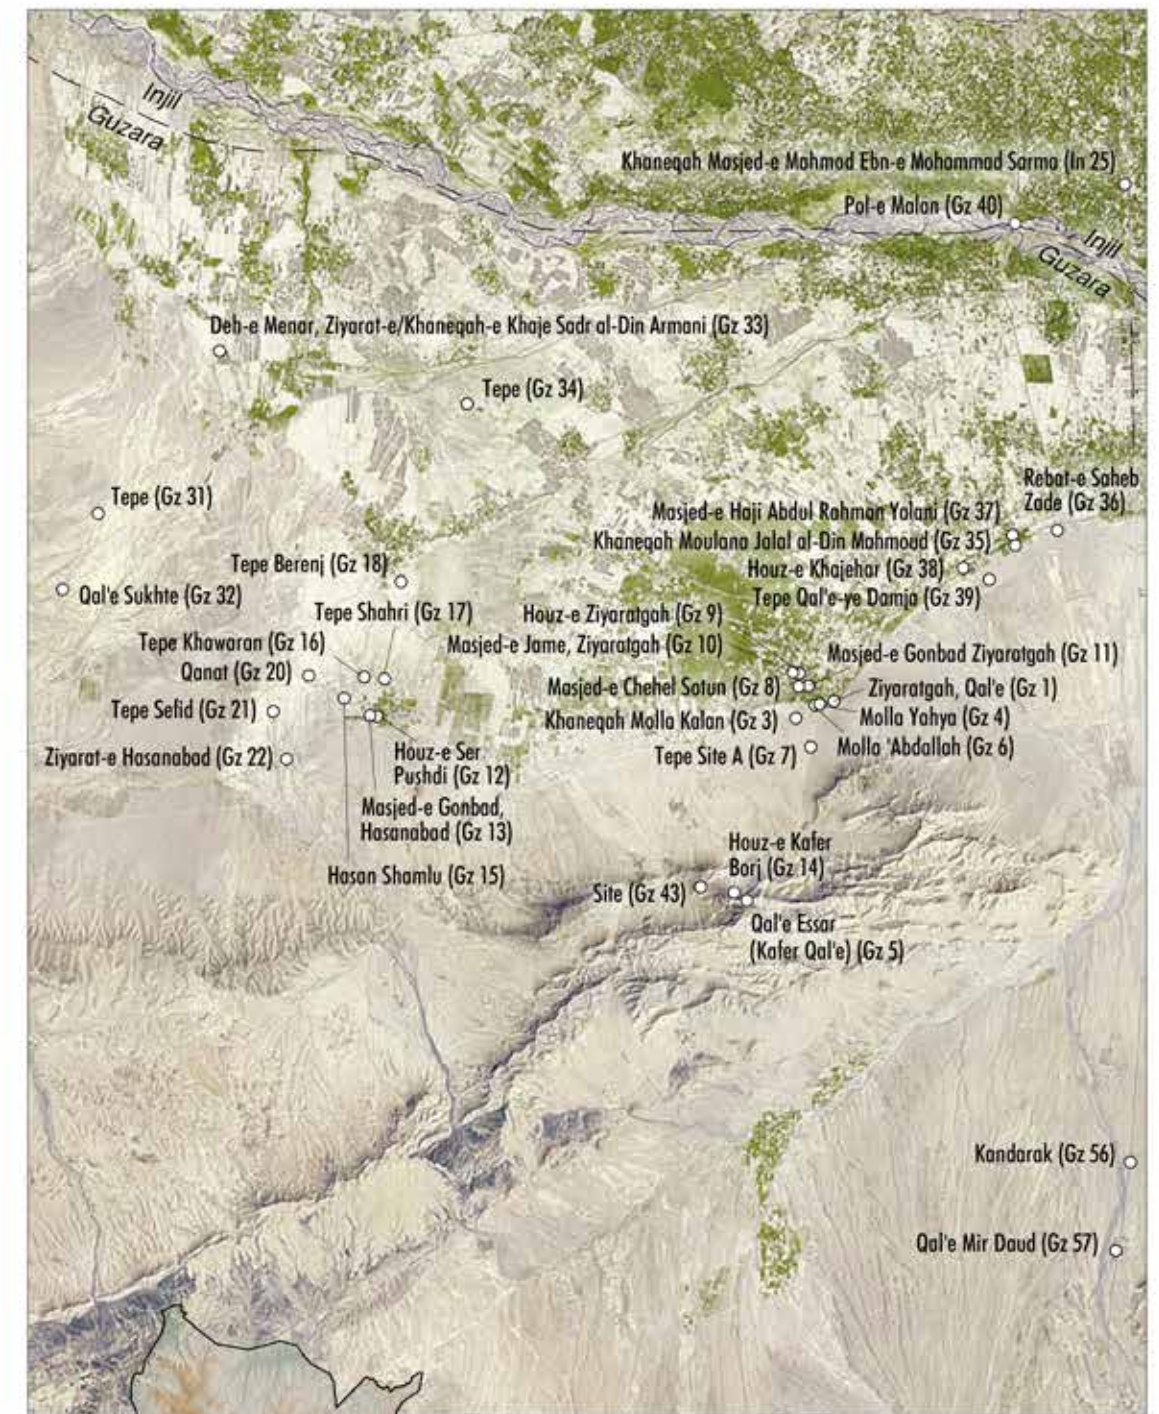 Injil
Guzara
Khaneqah Masjed-e Mahmod Ebn-e Mohammad Sarma (In 25)
Pol-e Malan (Gz 40)
Injil
Guzara
Deh-e Menar, Ziyarat-e/Khaneqah-e Khaje Sadr al-Din Armani (Gz 33)
Tepe (Gz 34)
Rebat-e Saheb
Zade (Gz 36)
Tepe (Gz 31)
Masjed-e Haji Abdul Rahman Yalani (Gz 37)
Khaneqah Moulana Jalal al-Din Mahmoud (Gz 35)
Tepe Berenj (Gz 18)
Houz-e Khajehar (Gz 38)
Qal'e Sukhte (Gz 32)
Tepe Qal'e-ye Damja (Gz 39)
Tepe Shahri (Gz 17)
Houz-e Ziyaratgah (Gz 9)
Tepe Khawaran (Gz 16)
Masjed-e Jame, Ziyaratgah (Gz 10)
Masjed-e Gonbad Ziyaratgah (Gz 11)
Qanat (Gz 20)
Masjed-e Chehel Sotun (Gz 8)
Ziyaratgah, Qal'e (Gz 1)
Tepe Sefid (Gz 21)
Khaneqah Molla Kalan (Gz 3)
Molla Yahya (Gz 4)
Ziyarat-e Hasanabad (Gz 22)
Houz-e Ser
Pushdi (Gz 12)
Tepe Site A (Gz 7)
Molla 'Abdallah (Gz 6)
Masjed-e Gonbad,
Hasanabad (Gz 13)
Hasan Shamlu (Gz 15)
Houz-e Kafer
Borj (Gz 14)
Site (Gz 43)
Qal'e Essar
(Kafer Qal'e) (Gz 5)
Kandarak (Gz 56)
Qal'e Mir Daud (Gz 57)